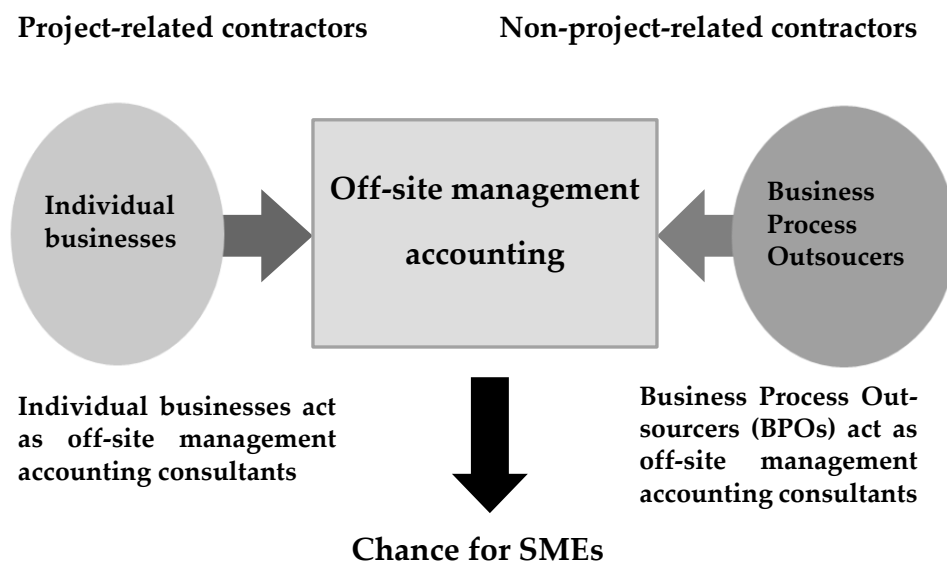 Project-related contractors
Non-project-related contractors
Individual
businesses
Off-site management
accounting
Business
Process
Outsoucers
Individual businesses act
as off-site management
accounting consultants
Business Process Out-
sourcers (BPOs) act as
off-site management
accounting consultants
Chance for SMEs